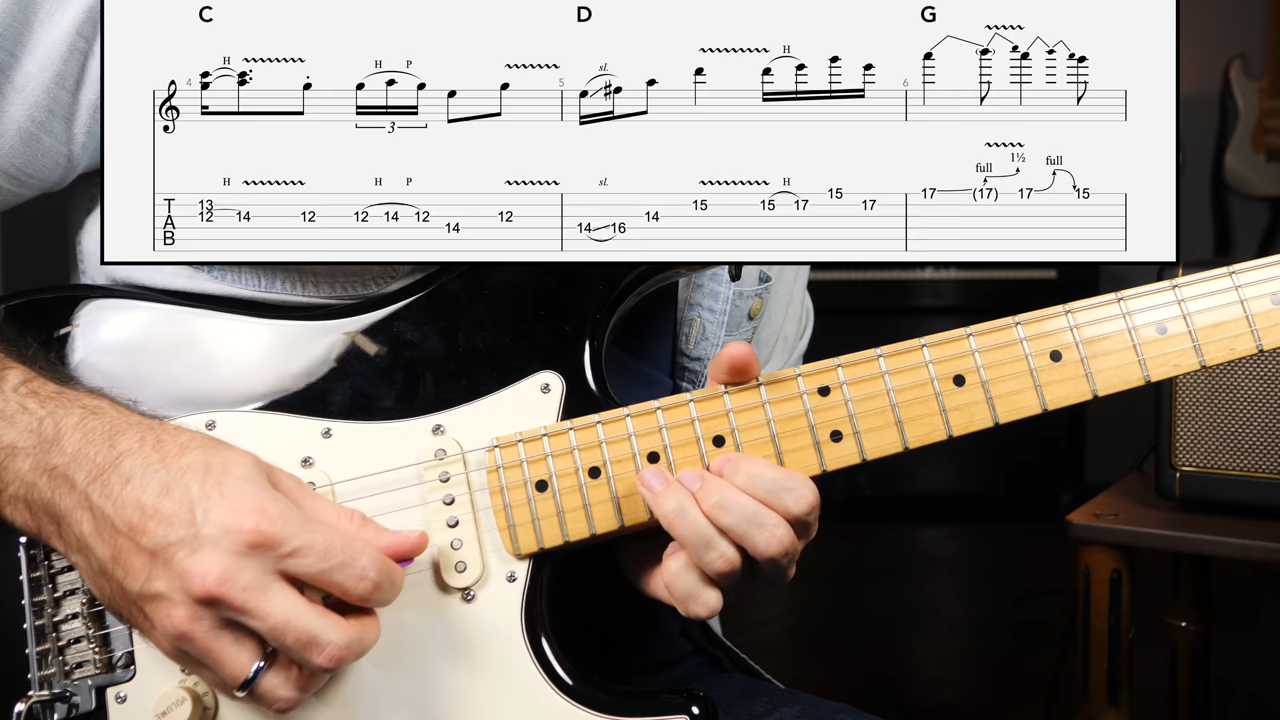 C D G
H H P sl. H
4 5 6
3
full 1½ full
H H P sl. H
T 13 15 17
A 12 14 12 12 14 12 12 14 15 15 17 17 (17) 17 15
B 14 14 16
VOLUME